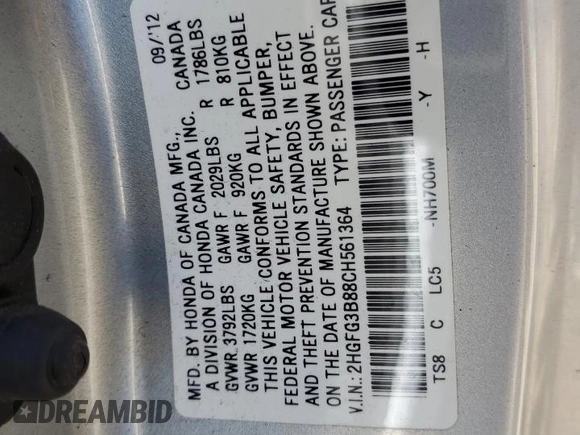 MFD. BY HONDA OF CANADA MFG., 09/'12
A DIVISION OF HONDA CANADA INC. CANADA
GVWR 3792LBS GAWR F 2029LBS R 1786LBS
GVWR 1720KG GAWR F 920KG R 810KG
THIS VEHICLE CONFORMS TO ALL APPLICABLE
FEDERAL MOTOR VEHICLE SAFETY, BUMPER,
AND THEFT PREVENTION STANDARDS IN EFFECT
ON THE DATE OF MANUFACTURE SHOWN ABOVE.
V.I.N.: 2HGFG3B88CH561364 TYPE: PASSENGER CAR
TS8 C LC5 -NH700M -Y -H
DREAMBID